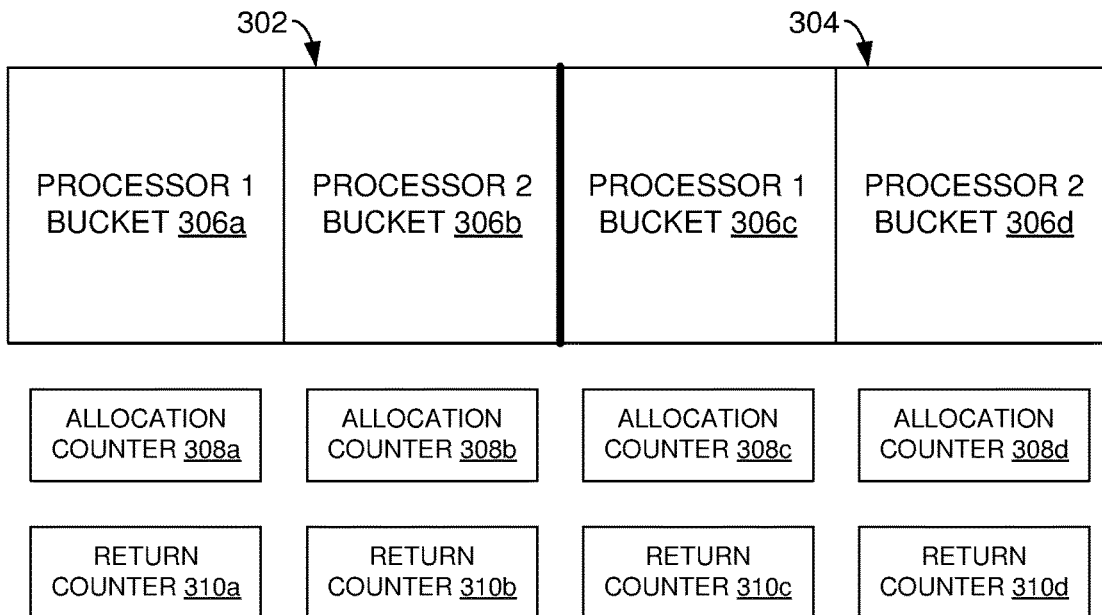 302 304
PROCESSOR 1 PROCESSOR 2 PROCESSOR 1 PROCESSOR 2
BUCKET 306a BUCKET 306b BUCKET 306c BUCKET 306d
ALLOCATION ALLOCATION ALLOCATION ALLOCATION
COUNTER 308a COUNTER 308b COUNTER 308c COUNTER 308d
RETURN RETURN RETURN RETURN
COUNTER 310a COUNTER 310b COUNTER 310c COUNTER 310d